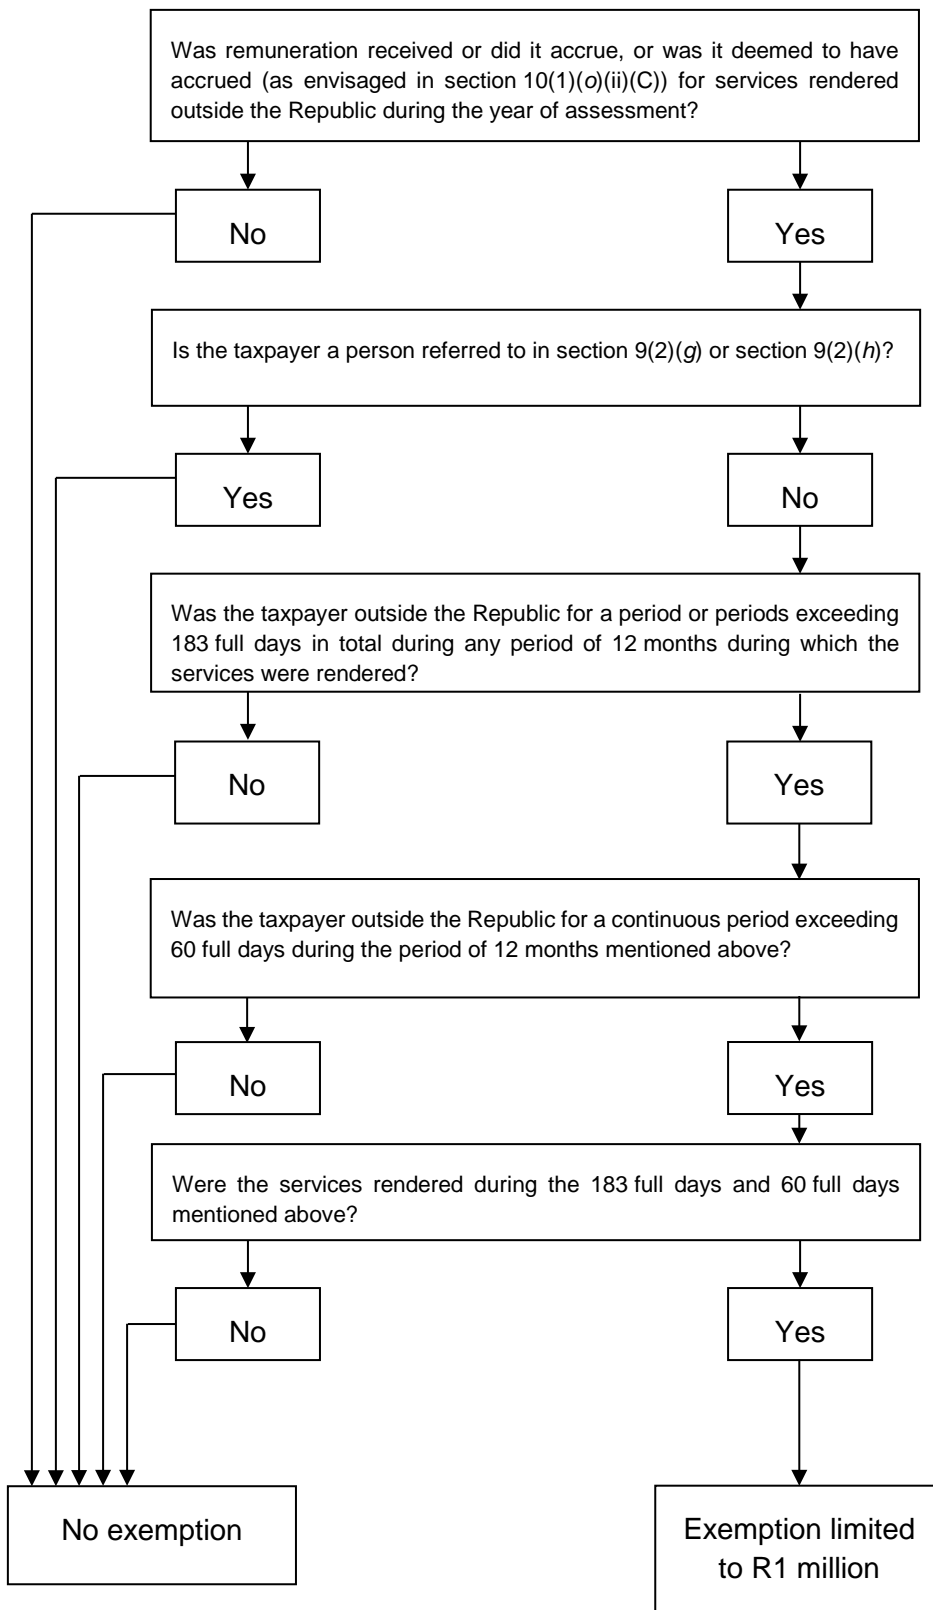 Was remuneration received or did it accrue, or was it deemed to have
accrued (as envisaged in section 10(1)(o)(ii)(C)) for services rendered
outside the Republic during the year of assessment?
No
Yes
Is the taxpayer a person referred to in section 9(2)(g) or section 9(2)(h)?
Yes
No
Was the taxpayer outside the Republic for a period or periods exceeding
183 full days in total during any period of 12 months during which the
services were rendered?
No
Yes
Was the taxpayer outside the Republic for a continuous period exceeding
60 full days during the period of 12 months mentioned above?
No
Yes
Were the services rendered during the 183 full days and 60 full days
mentioned above?
No
Yes
No exemption
Exemption limited
to R1 million